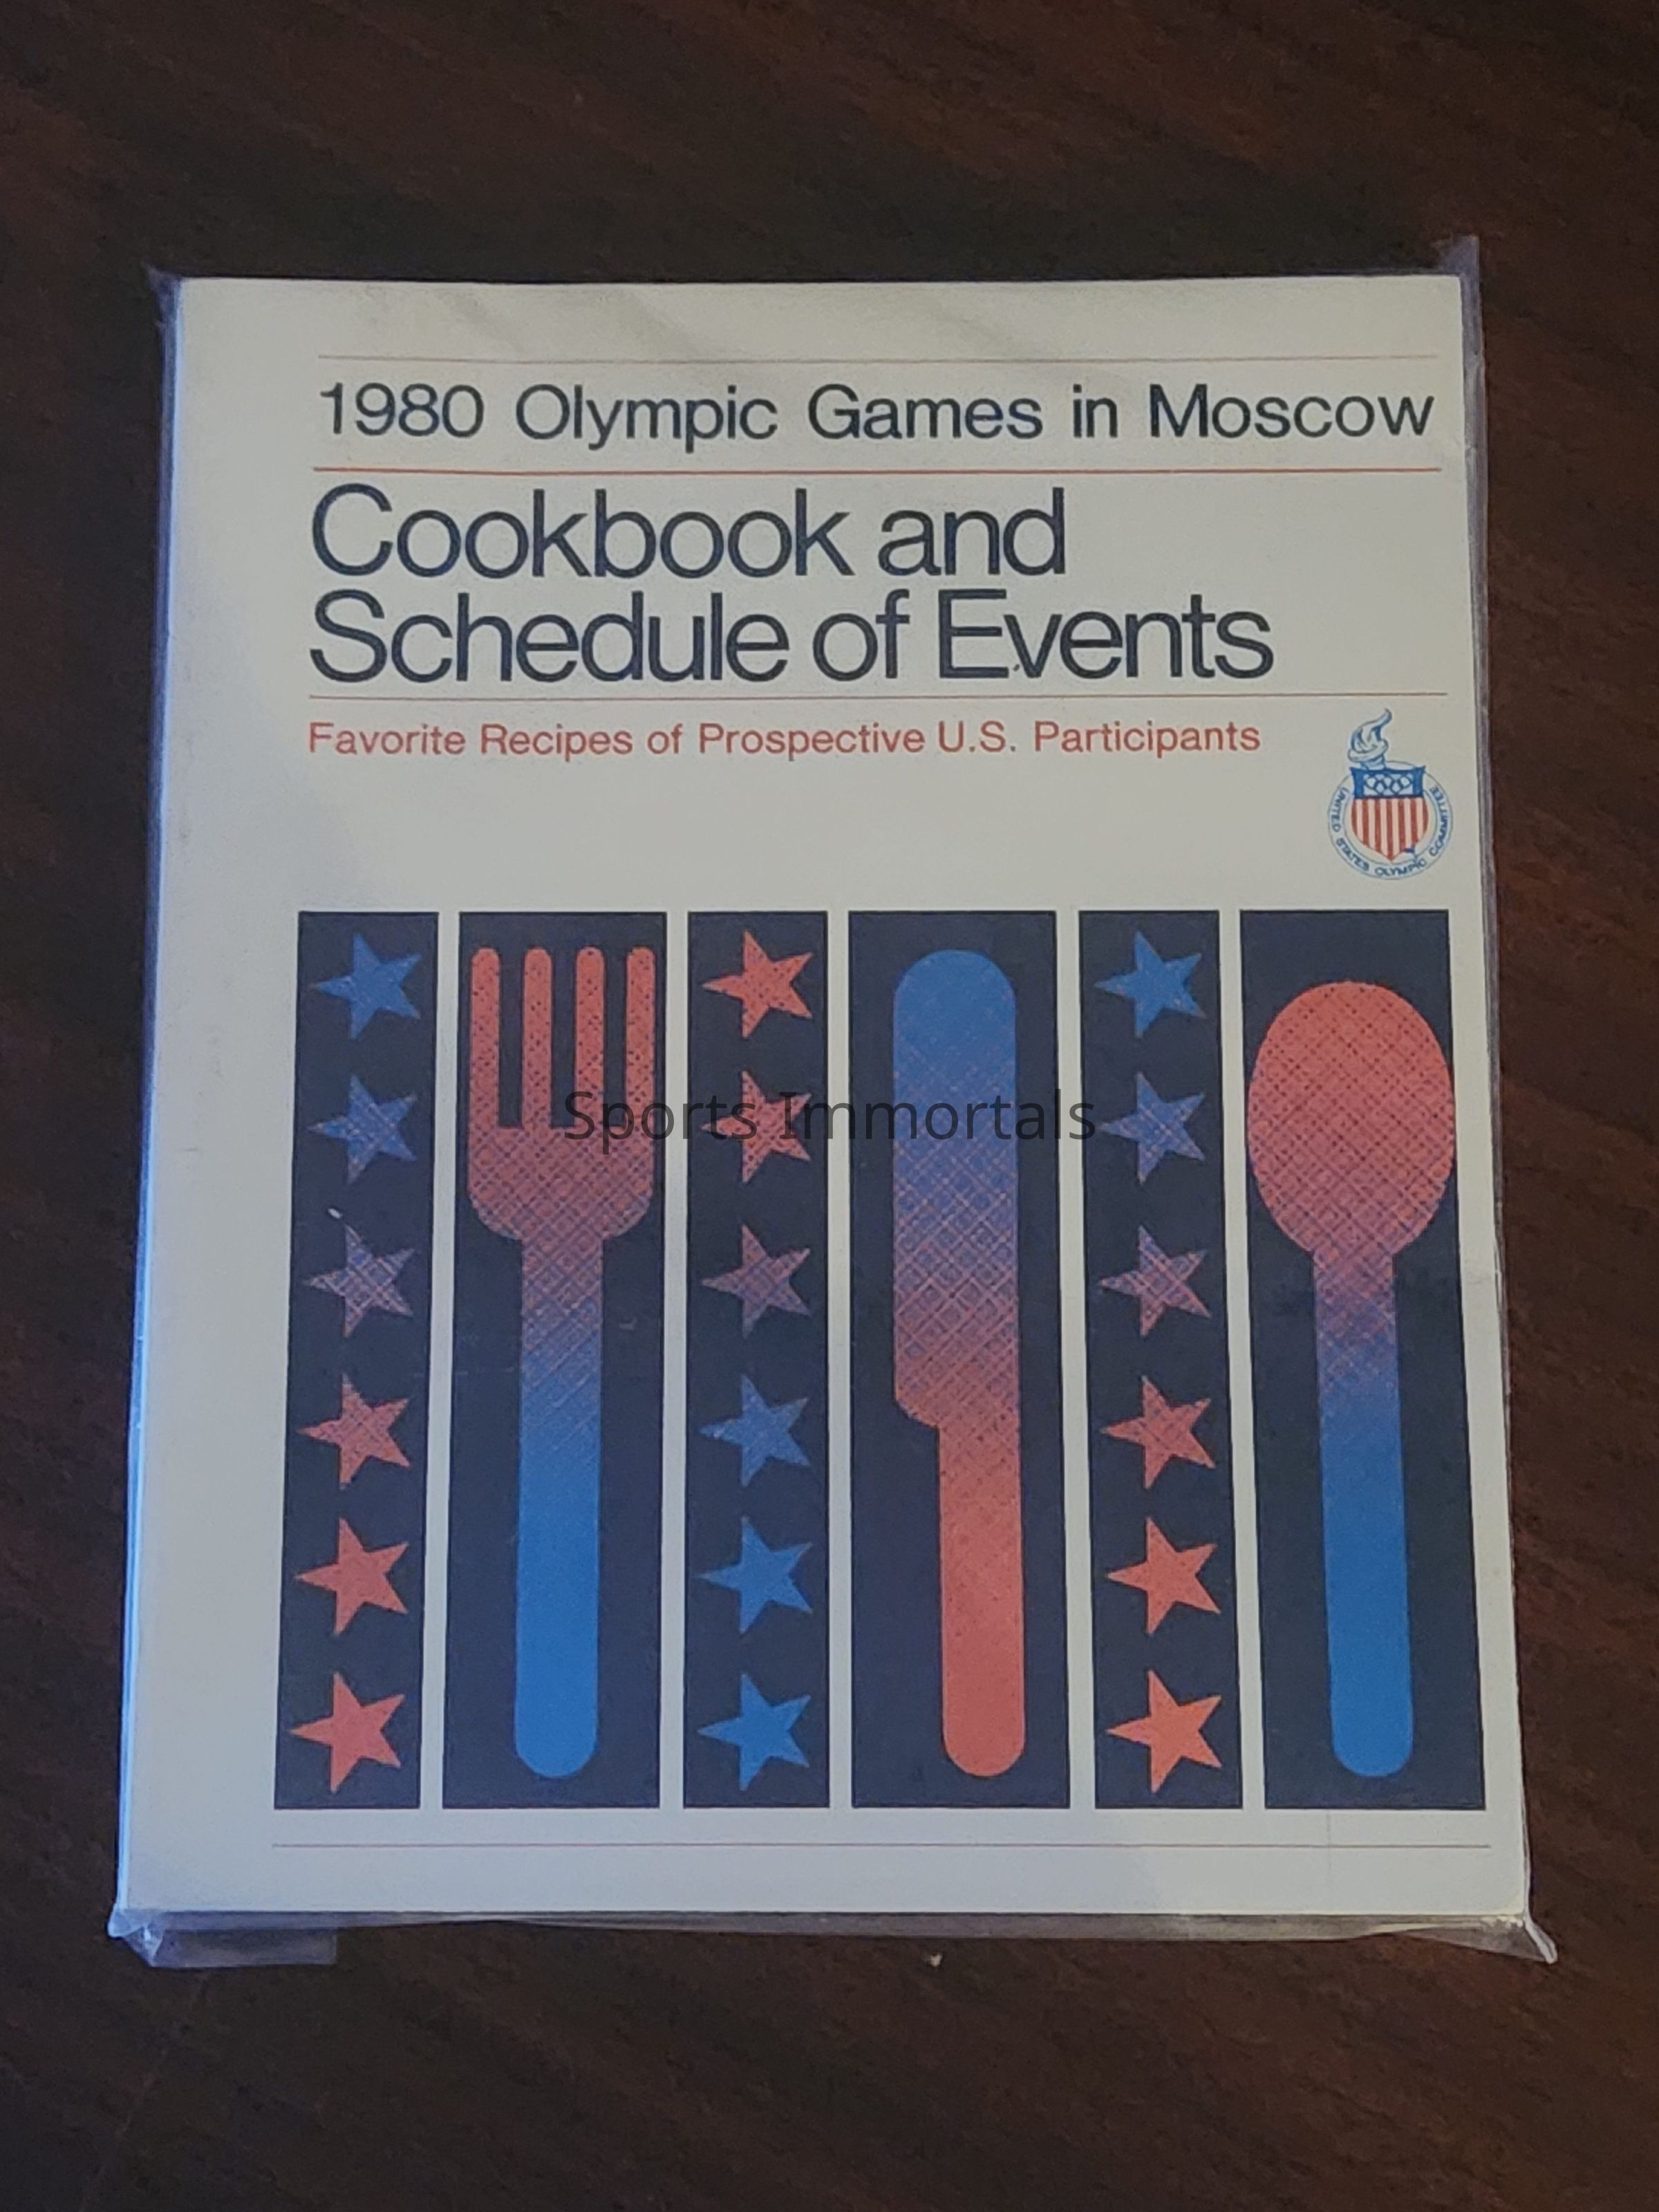 1980 Olympic Games in Moscow
Cookbook and
Schedule of Events
Favorite Recipes of Prospective U.S. Participants
UNITED STATES OLYMPIC COMMITTEE
Sports Immortals